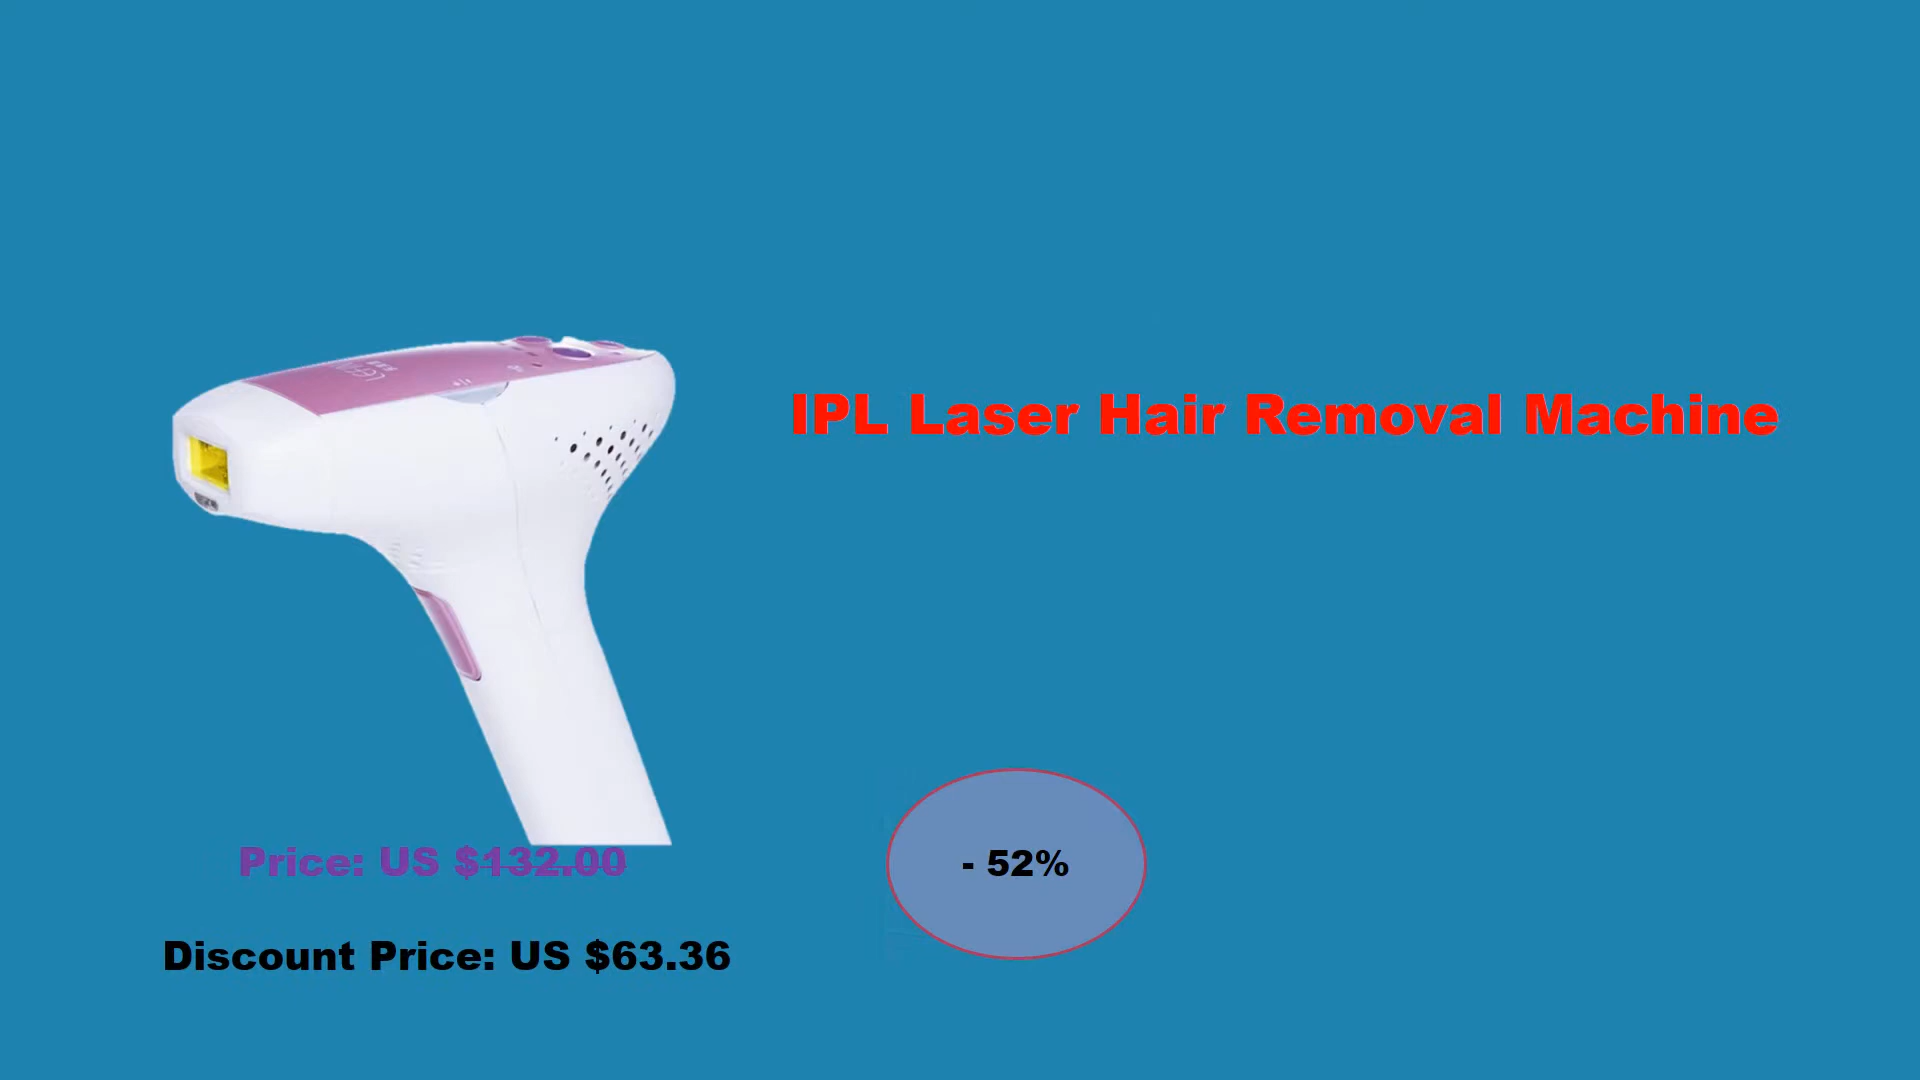 IPL Laser Hair Removal Machine
Price: US $132.00
- 52%
Discount Price: US $63.36